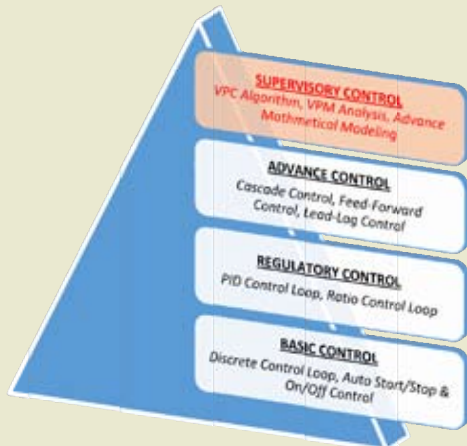 SUPERVISORY CONTROL
VPC Algorithm, VPM Analysis, Advance
Mathmetical Modeling
ADVANCE CONTROL
Cascade Control, Feed-Forward
Control, Lead-Lag Control
REGULATORY CONTROL
PID Control Loop, Ratio Control Loop
BASIC CONTROL
Discrete Control Loop, Auto Start/Stop &
On/Off Control